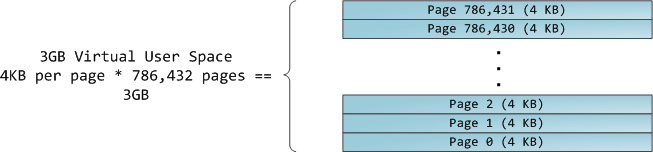 3GB Virtual User Space
4KB per page * 786,432 pages ==
3GB
Page 786,431 (4 KB)
Page 786,430 (4 KB)
Page 2 (4 KB)
Page 1 (4 KB)
Page 0 (4 KB)